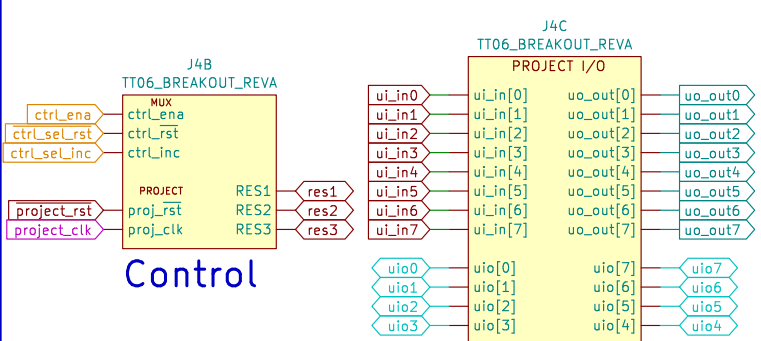 J4B
TT06_BREAKOUT_REVA
MUX
ctrl_ena ctrl_ena
ctrl_sel_rst ctrl_rst
ctrl_sel_inc ctrl_inc
PROJECT
RES1 res1
project_rst proj_rst RES2 res2
project_clk proj_clk RES3 res3
Control
J4C
TT06_BREAKOUT_REVA
PROJECT I/O
ui_in0 ui_in[0] uo_out[0] uo_out0
ui_in1 ui_in[1] uo_out[1] uo_out1
ui_in2 ui_in[2] uo_out[2] uo_out2
ui_in3 ui_in[3] uo_out[3] uo_out3
ui_in4 ui_in[4] uo_out[4] uo_out4
ui_in5 ui_in[5] uo_out[5] uo_out5
ui_in6 ui_in[6] uo_out[6] uo_out6
ui_in7 ui_in[7] uo_out[7] uo_out7
uio0 uio[0] uio[7] uio7
uio1 uio[1] uio[6] uio6
uio2 uio[2] uio[5] uio5
uio3 uio[3] uio[4] uio4